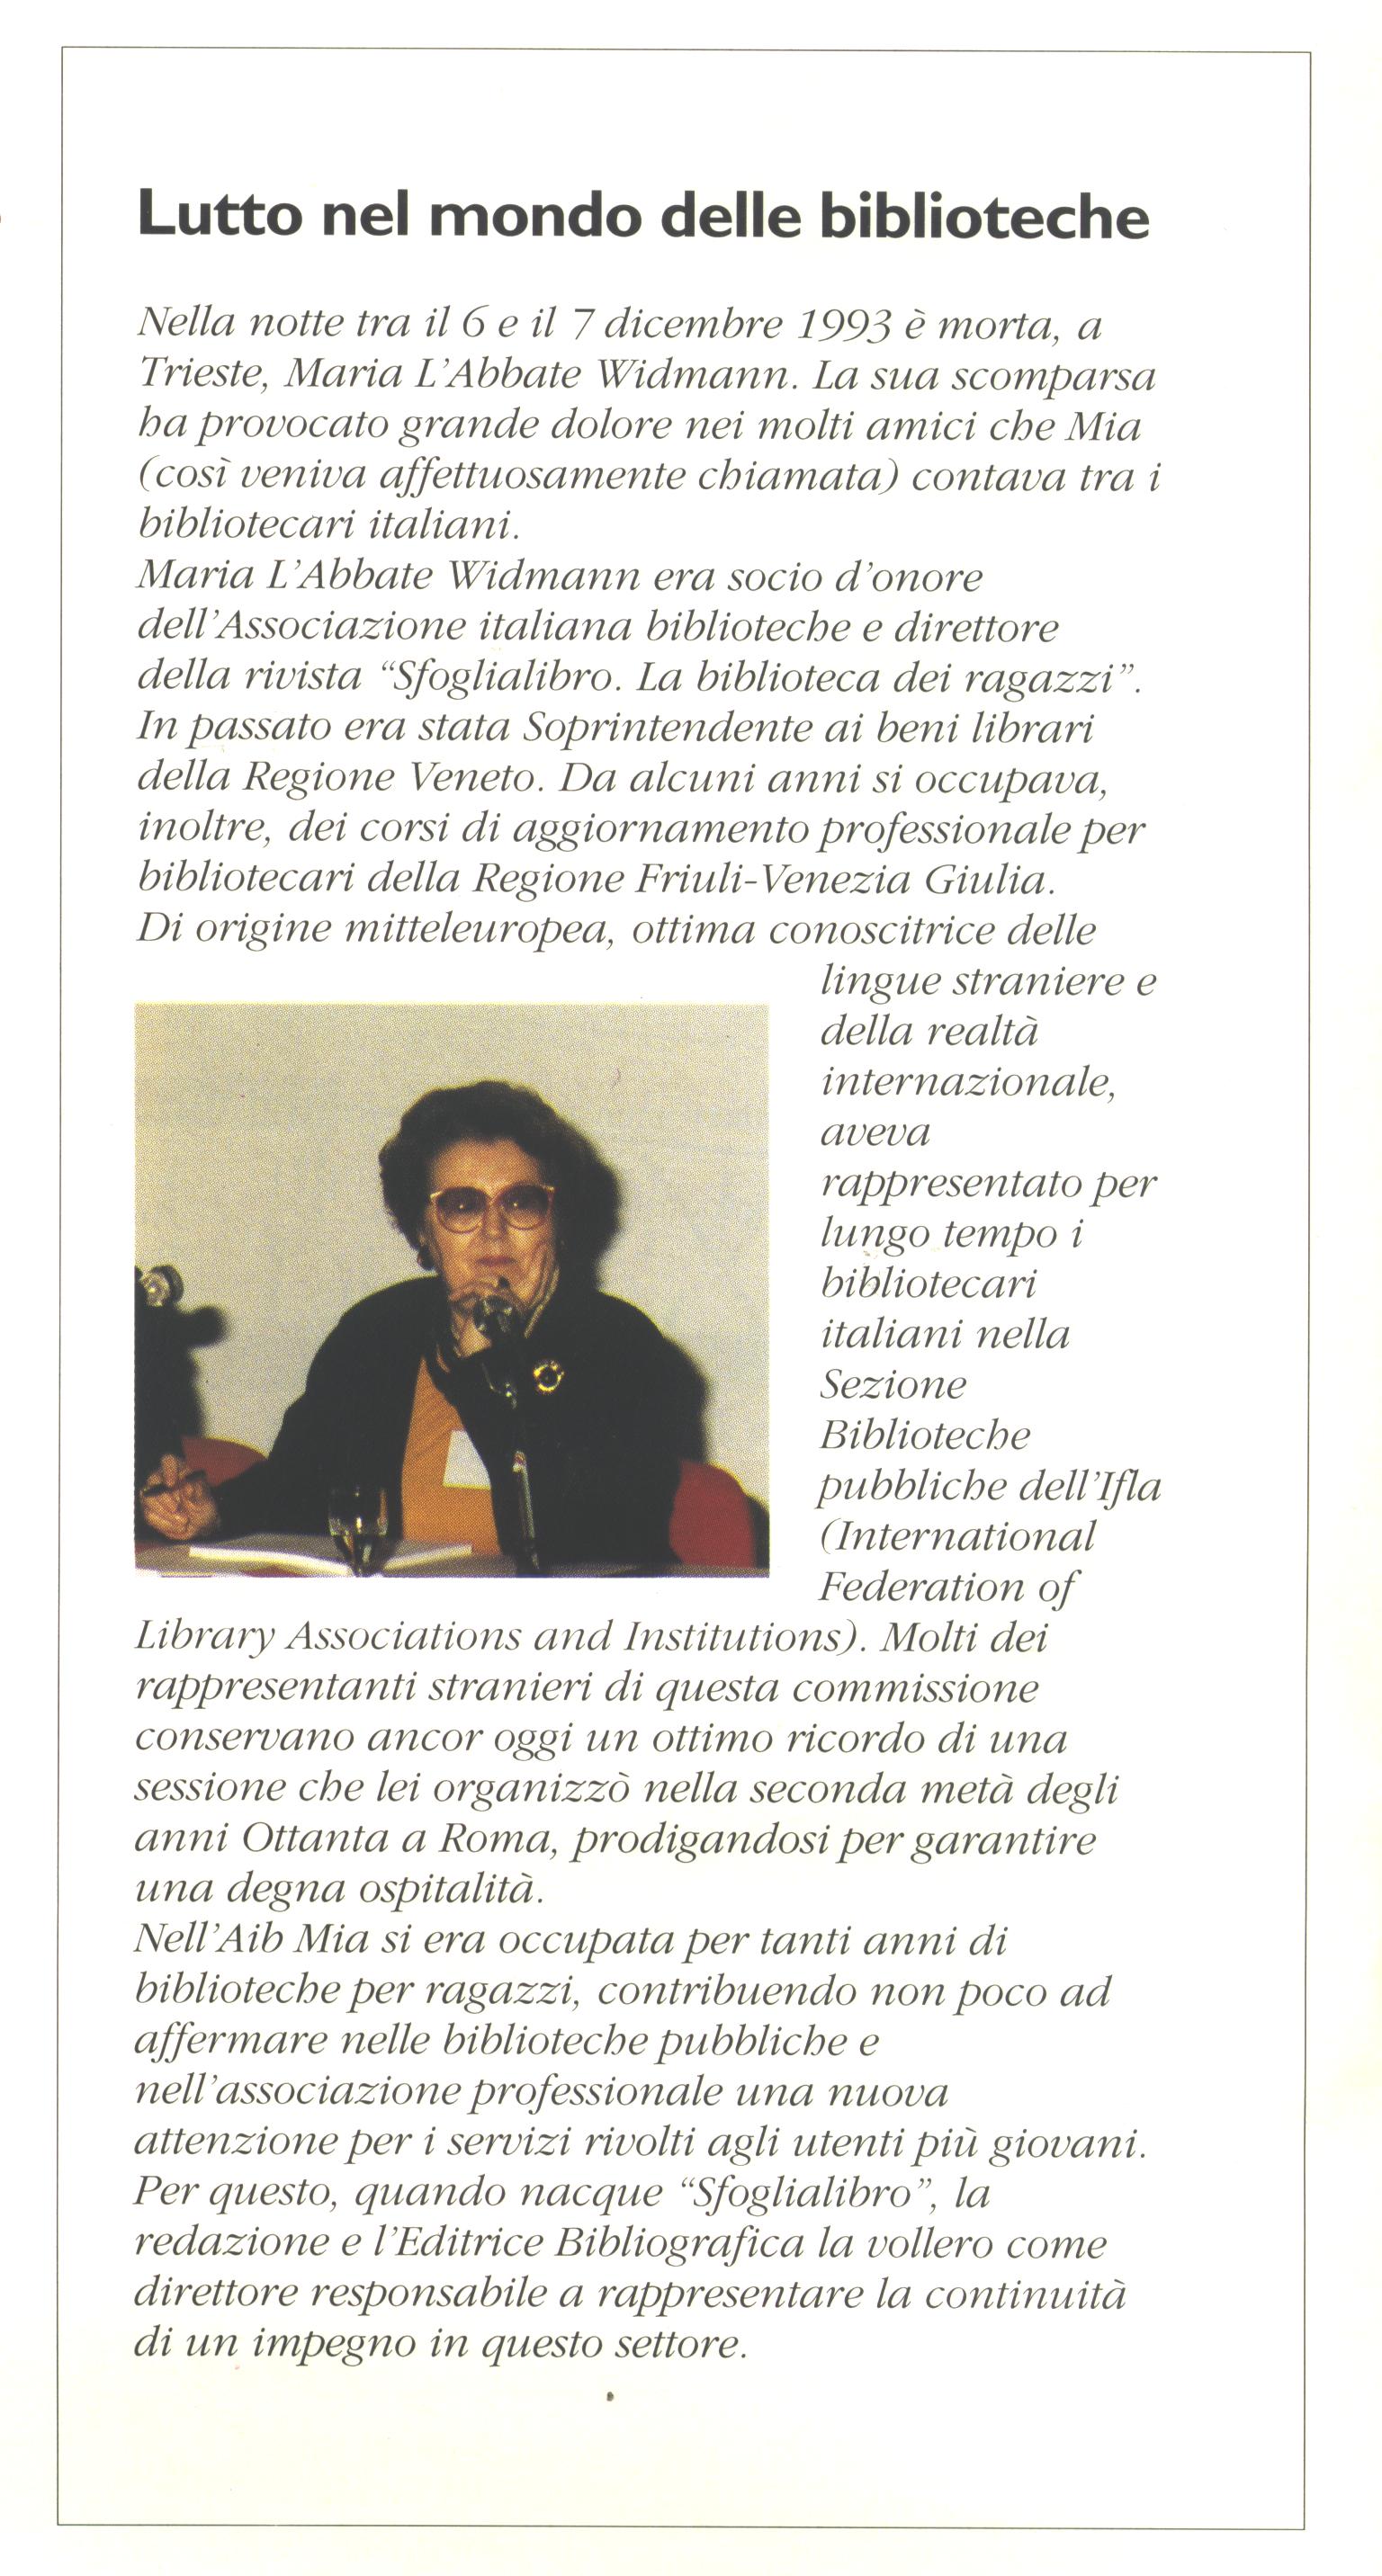 Lutto nel mondo delle biblioteche
Nella notte tra il 6 e il 7 dicembre 1993 è morta, a
Trieste, Maria L'Abbate Widmann. La sua scomparsa
ha provocato grande dolore nei molti amici che Mia
(così veniva affettuosamente chiamata) contava tra i
bibliotecari italiani.
Maria L'Abbate Widmann era socio d'onore
dell'Associazione italiana biblioteche e direttore
della rivista “Sfoglialibro. La biblioteca dei ragazzi”.
In passato era stata Soprintendente ai beni librari
della Regione Veneto. Da alcuni anni si occupava,
inoltre, dei corsi di aggiornamento professionale per
bibliotecari della Regione Friuli-Venezia Giulia.
Di origine mitteleuropea, ottima conoscitrice delle
lingue straniere e
della realtà
internazionale,
aveva
rappresentato per
lungo tempo i
bibliotecari
italiani nella
Sezione
Biblioteche
pubbliche dell'Ifla
(International
Federation of
Library Associations and Institutions). Molti dei
rappresentanti stranieri di questa commissione
conservano ancor oggi un ottimo ricordo di una
sessione che lei organizzò nella seconda metà degli
anni Ottanta a Roma, prodigandosi per garantire
una degna ospitalità.
Nell'Aib Mia si era occupata per tanti anni di
biblioteche per ragazzi, contribuendo non poco ad
affermare nelle biblioteche pubbliche e
nell'associazione professionale una nuova
attenzione per i servizi rivolti agli utenti più giovani.
Per questo, quando nacque “Sfoglialibro”, la
redazione e l'Editrice Bibliografica la vollero come
direttore responsabile a rappresentare la continuità
di un impegno in questo settore.